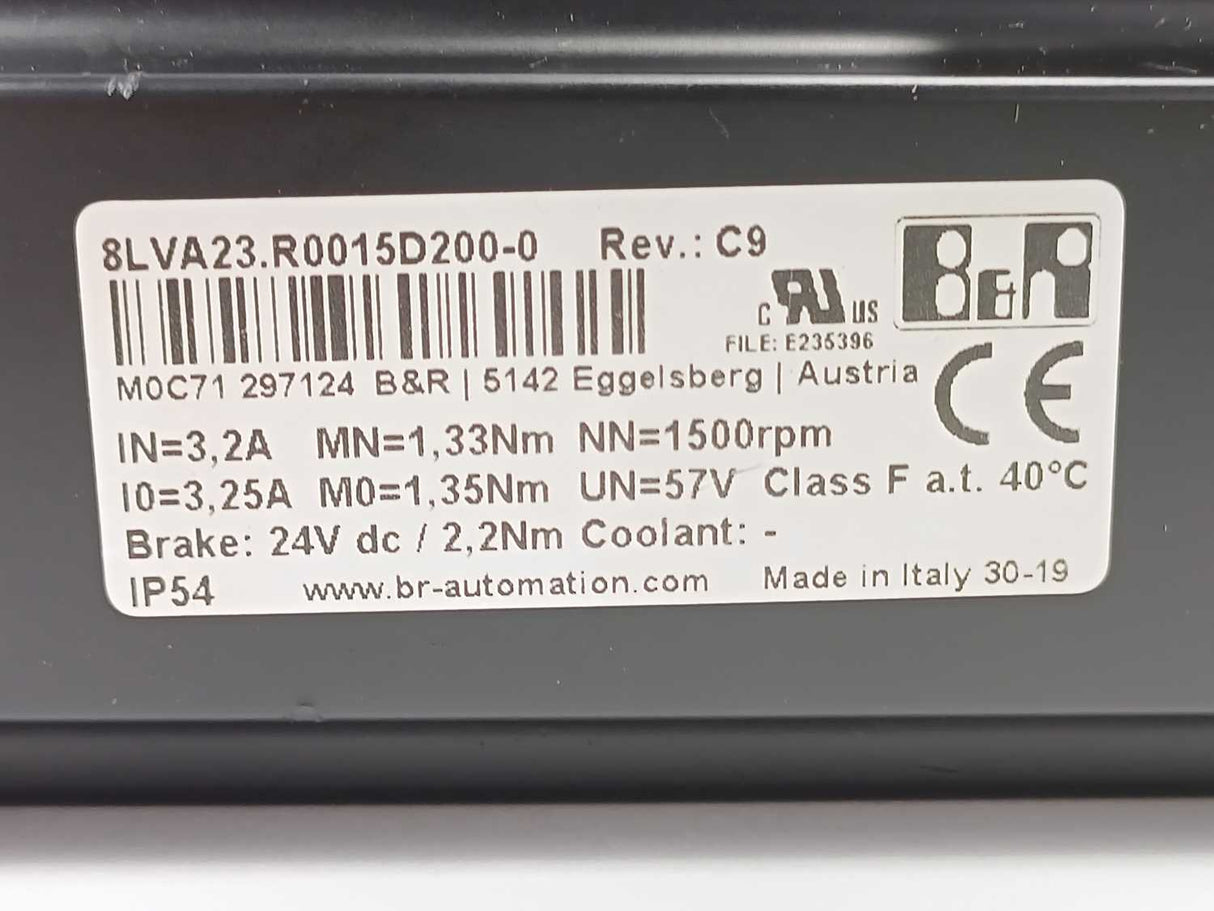 8LVA23.R0015D200-0 Rev.: C9
B&R
c RU us
FILE: E235396
M0C71 297124 B&R | 5142 Eggelsberg | Austria
CE
IN=3,2A MN=1,33Nm NN=1500rpm
I0=3,25A M0=1,35Nm UN=57V Class F a.t. 40°C
Brake: 24V dc / 2,2Nm Coolant: -
IP54 www.br-automation.com Made in Italy 30-19